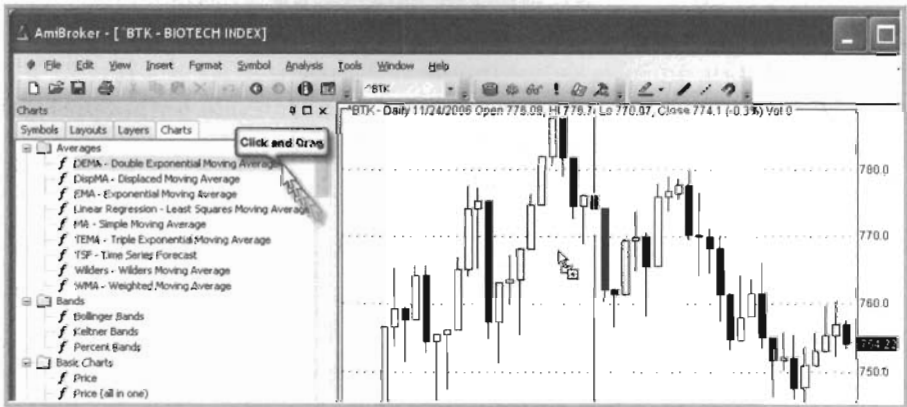 AmiBroker - [ ^BTK - BIOTECH INDEX]
File Edit View Insert Format Symbol Analysis Tools Window Help
^BTK
Charts
Symbols Layouts Layers Charts
Click and Drag
^BTK - Daily 11/24/2006 Open 778.08, Hi 778.7, Lo 770.97, Close 774.1 (-0.3%) Vol 0
Averages
DEMA - Double Exponential Moving Average
DispMA - Displaced Moving Average
EMA - Exponential Moving Average
Linear Regression - Least Squares Moving Average
MA - Simple Moving Average
TEMA - Triple Exponential Moving Average
TSF - Time Series Forecast
Wilders - Wilders Moving Average
WMA - Weighted Moving Average
Bands
Bollinger Bands
Keltner Bands
Percent Bands
Basic Charts
Price
Price (all in one)
780.0
770.0
760.0
754.22
750.0